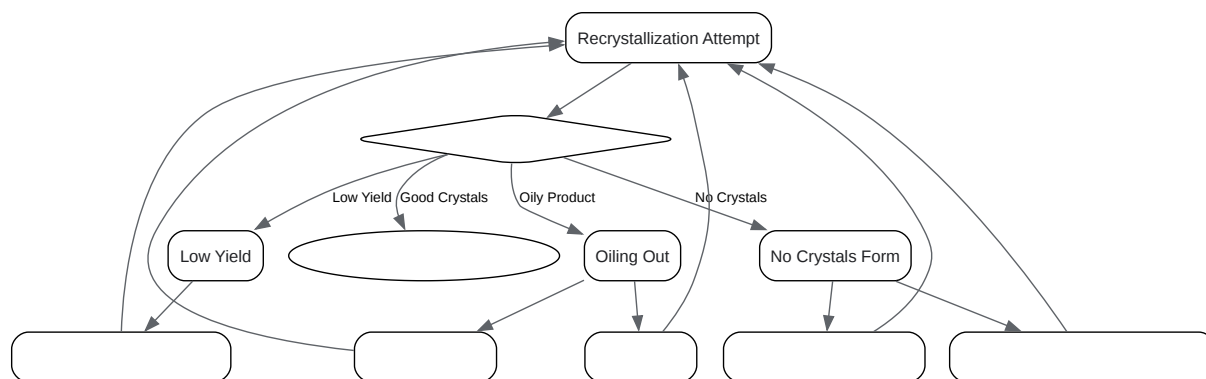 Recrystallization Attempt
Low Yield
Good Crystals
Oily Product
No Crystals
Low Yield
Oiling Out
No Crystals Form